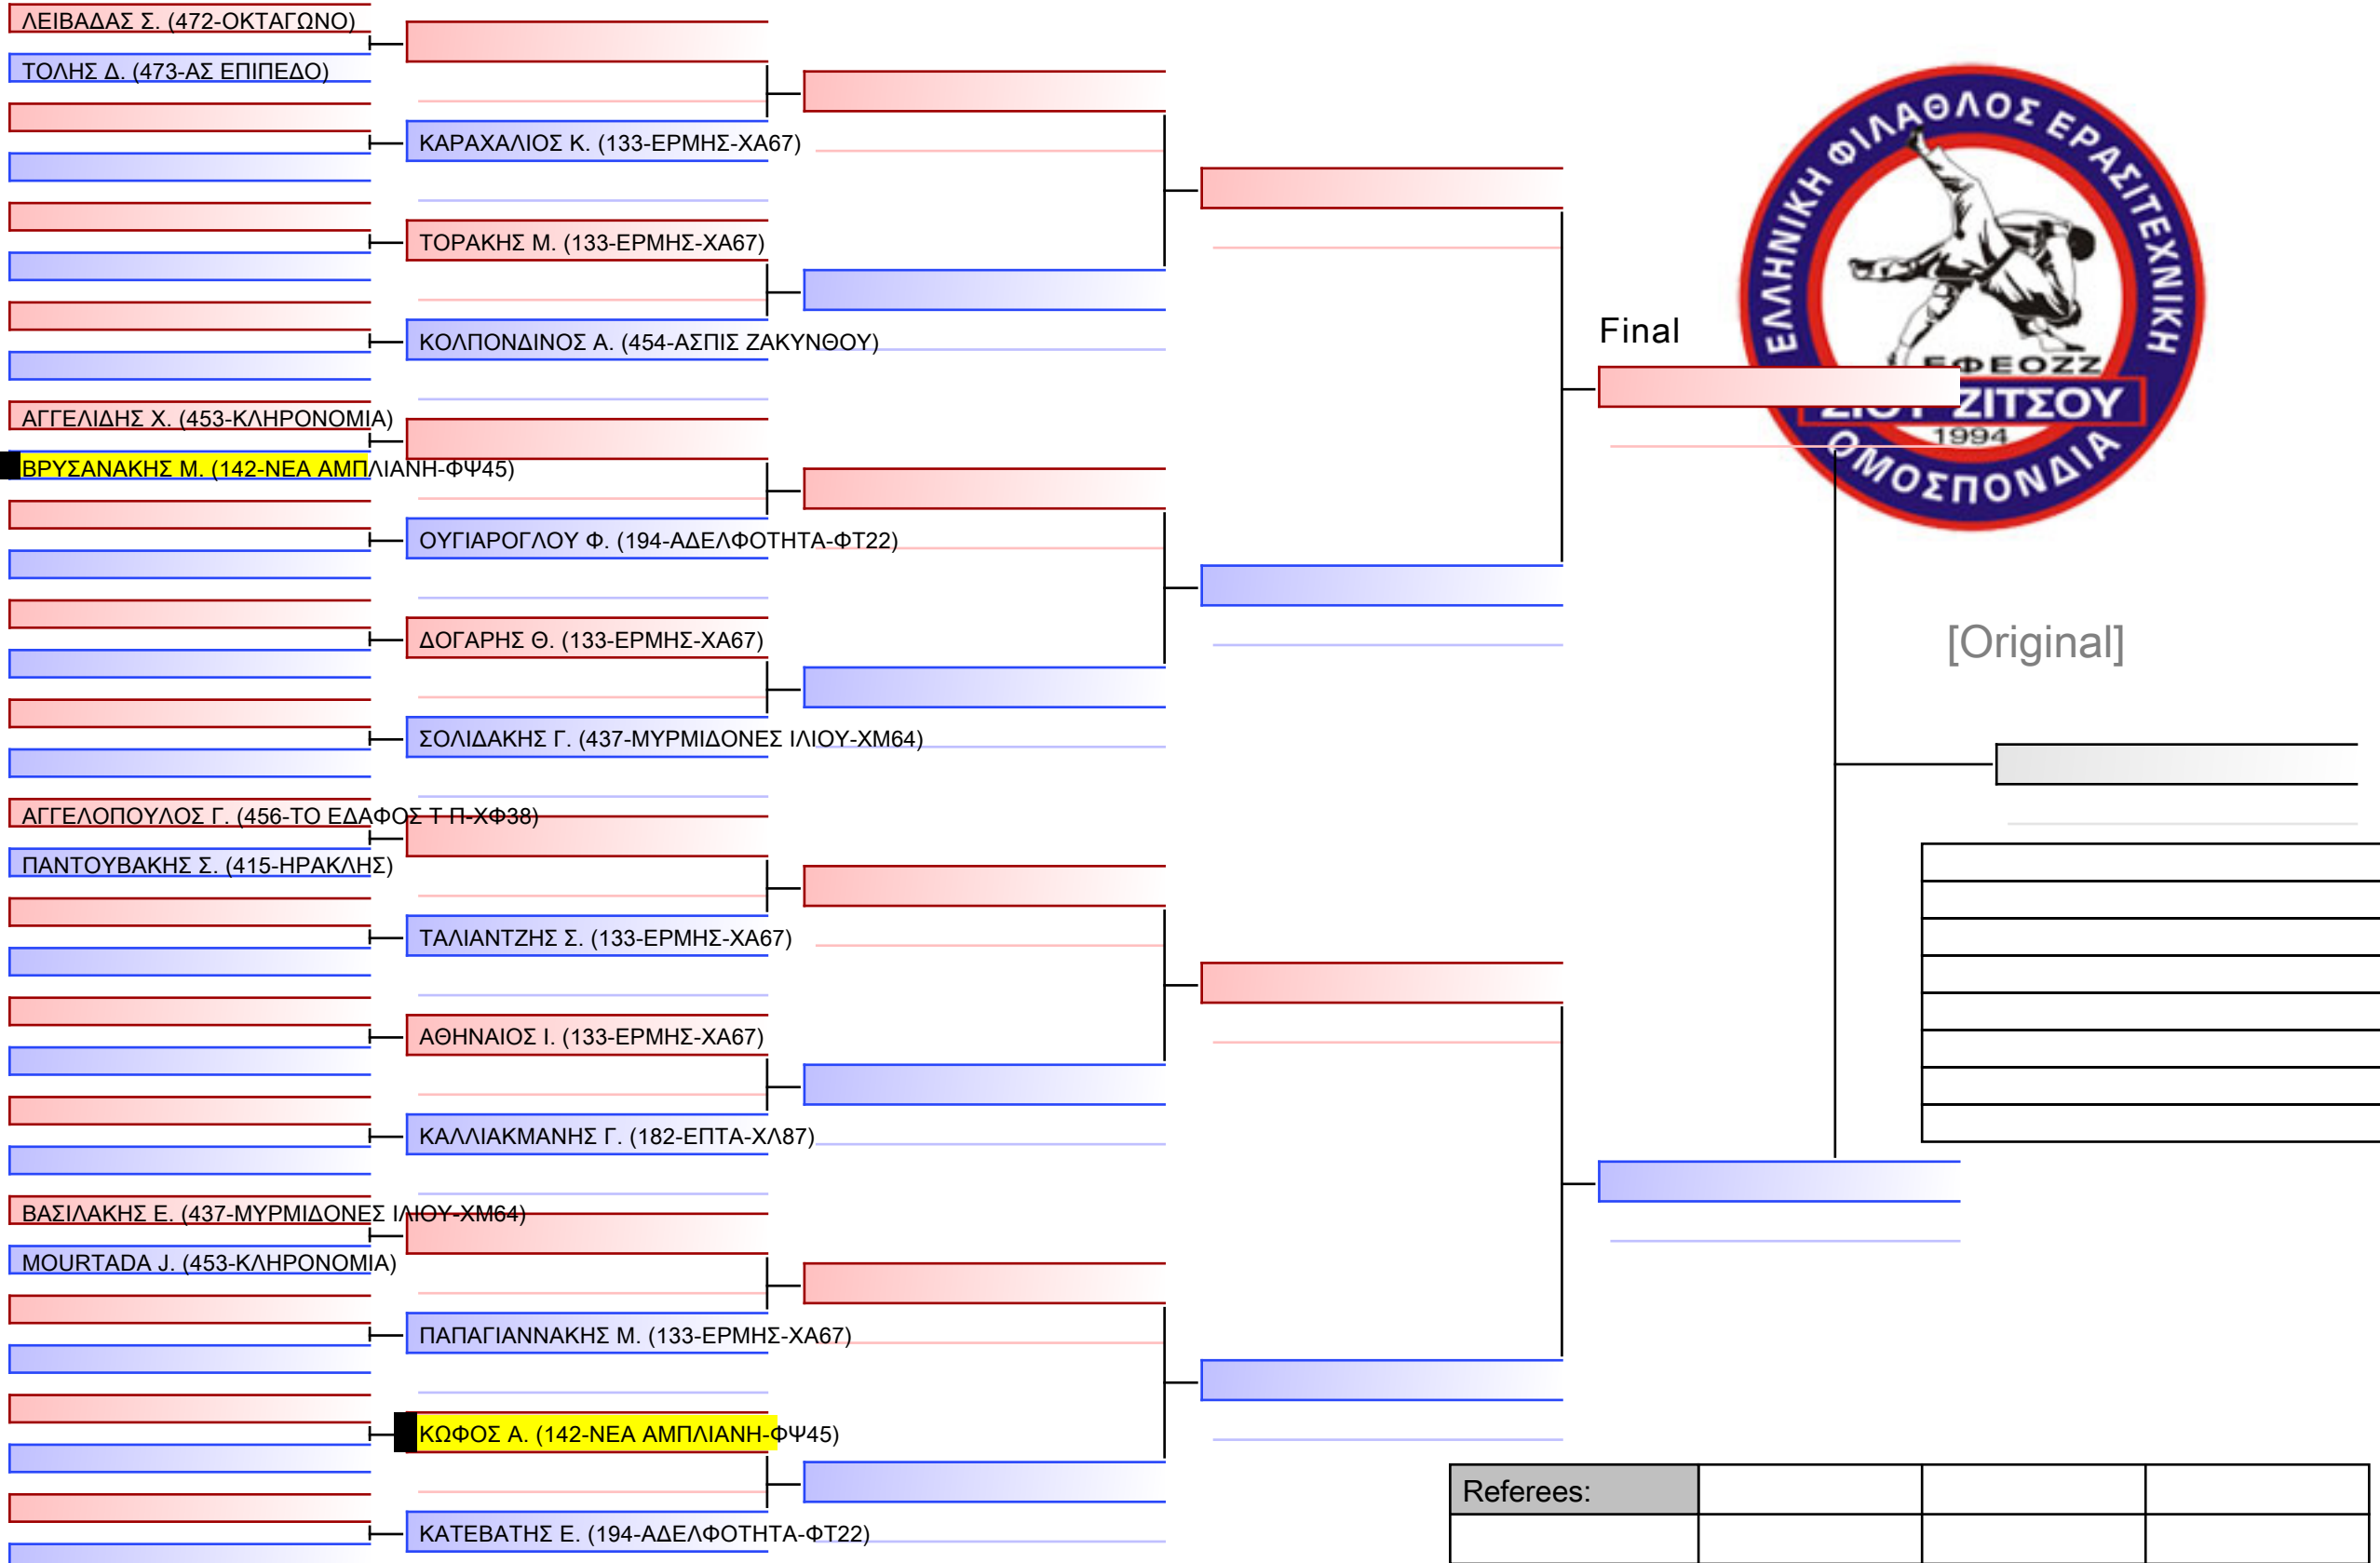 ΛΕΙΒΑΔΑΣ Σ. (472-ΟΚΤΑΓΩΝΟ)
ΤΟΛΗΣ Δ. (473-ΑΣ ΕΠΙΠΕΔΟ)
ΚΑΡΑΧΑΛΙΟΣ Κ. (133-ΕΡΜΗΣ-ΧΑ67)
ΤΟΡΑΚΗΣ Μ. (133-ΕΡΜΗΣ-ΧΑ67)
ΚΟΛΠΟΝΔΙΝΟΣ Α. (454-ΑΣΠΙΣ ΖΑΚΥΝΘΟΥ)
ΑΓΓΕΛΙΔΗΣ Χ. (453-ΚΛΗΡΟΝΟΜΙΑ)
ΒΡΥΣΑΝΑΚΗΣ Μ. (142-ΝΕΑ ΑΜΠΛΙΑΝΗ-ΦΨ45)
ΟΥΓΙΑΡΟΓΛΟΥ Φ. (194-ΑΔΕΛΦΟΤΗΤΑ-ΦΤ22)
ΔΟΓΑΡΗΣ Θ. (133-ΕΡΜΗΣ-ΧΑ67)
ΣΟΛΙΔΑΚΗΣ Γ. (437-ΜΥΡΜΙΔΟΝΕΣ ΙΛΙΟΥ-ΧΜ64)
ΑΓΓΕΛΟΠΟΥΛΟΣ Γ. (456-ΤΟ ΕΔΑΦΟΣ Τ Π-ΧΦ38)
ΠΑΝΤΟΥΒΑΚΗΣ Σ. (415-ΗΡΑΚΛΗΣ)
ΤΑΛΙΑΝΤΖΗΣ Σ. (133-ΕΡΜΗΣ-ΧΑ67)
ΑΘΗΝΑΙΟΣ Ι. (133-ΕΡΜΗΣ-ΧΑ67)
ΚΑΛΛΙΑΚΜΑΝΗΣ Γ. (182-ΕΠΤΑ-ΧΛ87)
ΒΑΣΙΛΑΚΗΣ Ε. (437-ΜΥΡΜΙΔΟΝΕΣ ΙΛΙΟΥ-ΧΜ64)
MOURTADA J. (453-ΚΛΗΡΟΝΟΜΙΑ)
ΠΑΠΑΓΙΑΝΝΑΚΗΣ Μ. (133-ΕΡΜΗΣ-ΧΑ67)
ΚΩΦΟΣ Α. (142-ΝΕΑ ΑΜΠΛΙΑΝΗ-ΦΨ45)
ΚΑΤΕΒΑΤΗΣ Ε. (194-ΑΔΕΛΦΟΤΗΤΑ-ΦΤ22)
Final
ΕΛΛΗΝΙΚΗ ΦΙΛΑΘΛΟΣ ΕΡΑΣΙΤΕΧΝΙΚΗ
ΕΦΕΟΖΖ
ΖΙΟΥ ΖΙΤΣΟΥ
1994
ΟΜΟΣΠΟΝΔΙΑ
[Original]
Referees: